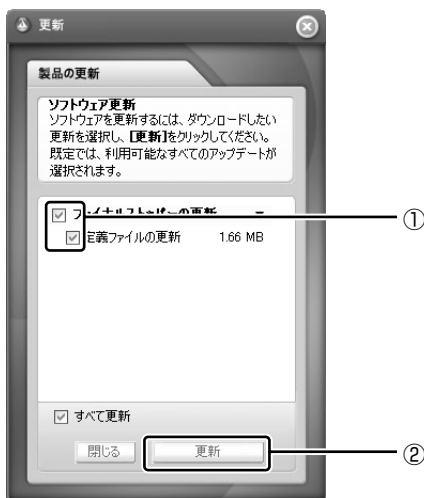 更新
製品の更新
ソフトウェア更新
ソフトウェアを更新するには、ダウンロードしたい
更新を選択し、[更新]をクリックしてください。
既定では、利用可能なすべてのアップデートが
選択されます。
の更新
定義ファイルの更新 1.66 MB
①
すべて更新
閉じる 更新
②